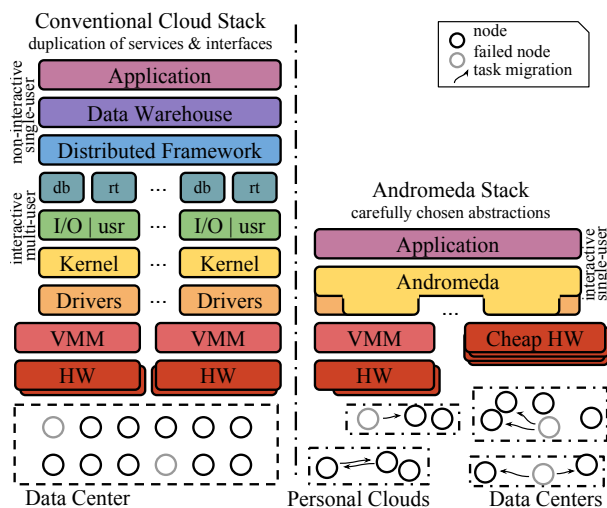 Conventional Cloud Stack
duplication of services & interfaces
non-interactive
single-user
Application
Data Warehouse
Distributed Framework
interactive
multi-user
db rt ... db rt
I/O | usr ... I/O | usr
Kernel ... Kernel
Drivers ... Drivers
VMM VMM
HW HW
Data Center
node
failed node
task migration
Andromeda Stack
carefully chosen abstractions
Application
Andromeda
interactive
single-user
...
VMM Cheap HW
HW
Personal Clouds Data Centers